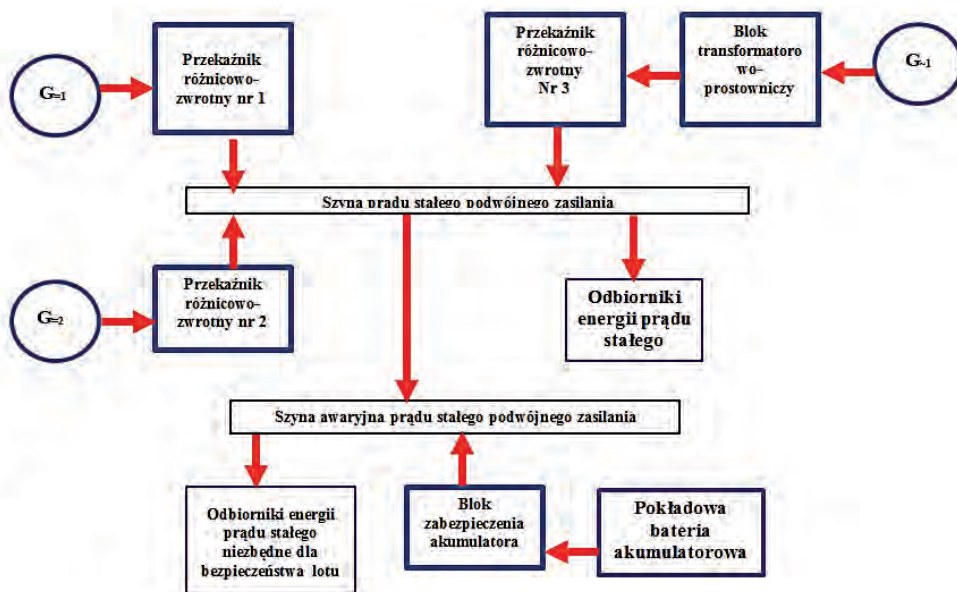 G=1
Przekaźnik
różnicowo-
zwrotny nr 1
Przekaźnik
różnicowo-
zwrotny
Nr 3
Blok
transformatoro
wo-
prostowniczy
G~1
Szyna prądu stałego podwójnego zasilania
G=2
Przekaźnik
różnicowo-
zwrotny nr 2
Odbiorniki
energii prądu
stałego
Szyna awaryjna prądu stałego podwójnego zasilania
Odbiorniki energii
prądu stałego
niezbędne dla
bezpieczeństwa lotu
Blok
zabezpieczenia
akumulatora
Pokładowa
bateria
akumulatorowa